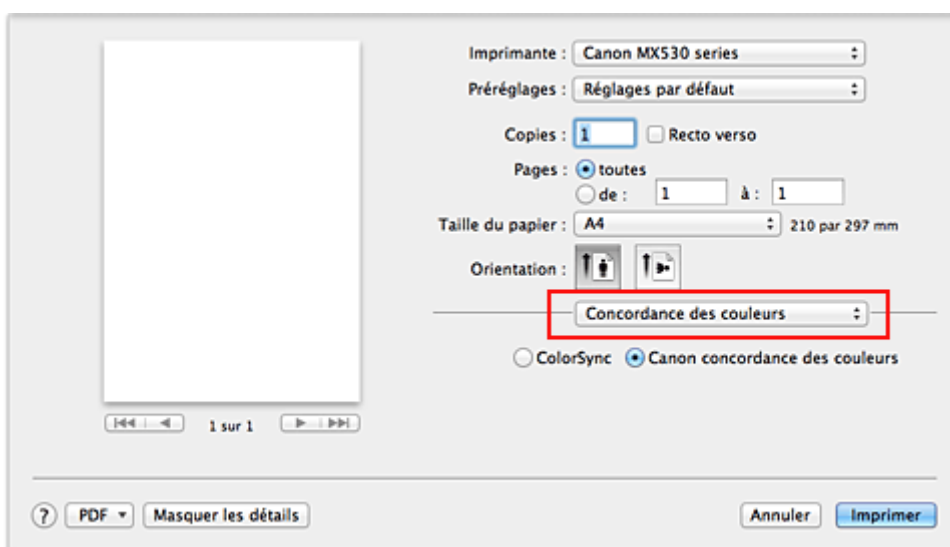 Imprimante : Canon MX530 series
Préréglages : Réglages par défaut
Copies : 1 Recto verso
Pages : toutes
de : 1 à : 1
Taille du papier : A4 210 par 297 mm
Orientation :
Concordance des couleurs
ColorSync Canon concordance des couleurs
1 sur 1
? PDF Masquer les détails Annuler Imprimer